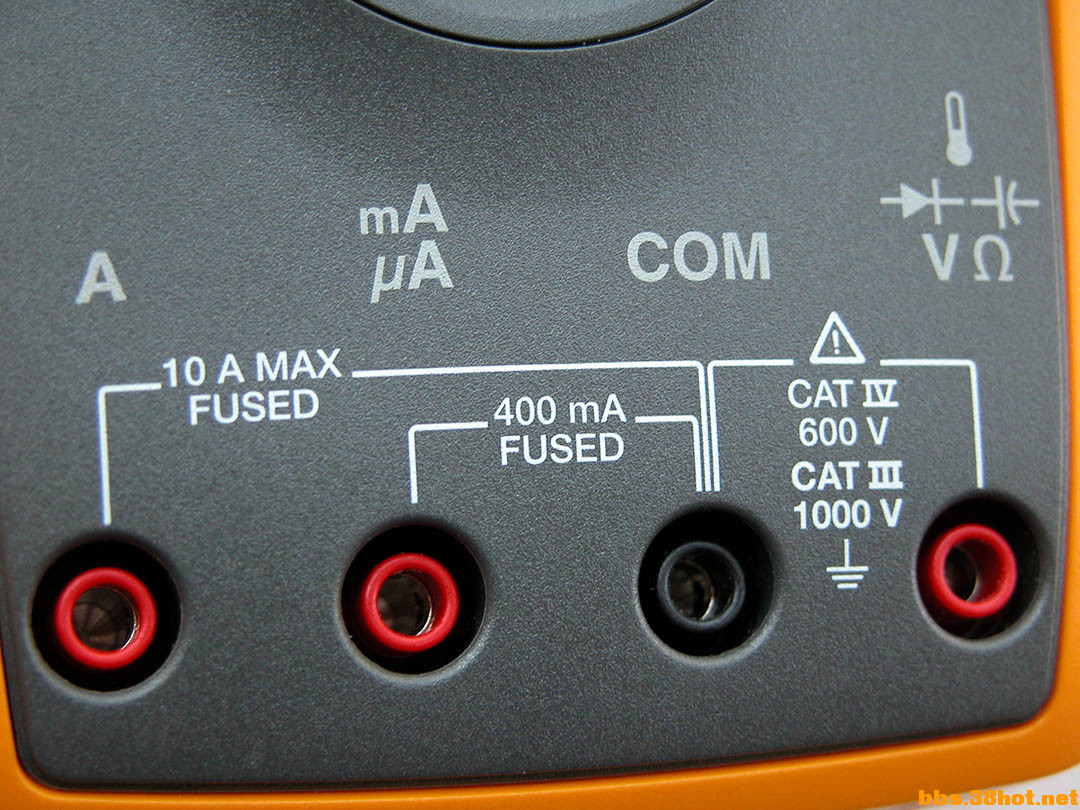 A
mA
µA
COM
V Ω
10 A MAX
FUSED
400 mA
FUSED
CAT IV
600 V
CAT III
1000 V
bbs.38hot.net